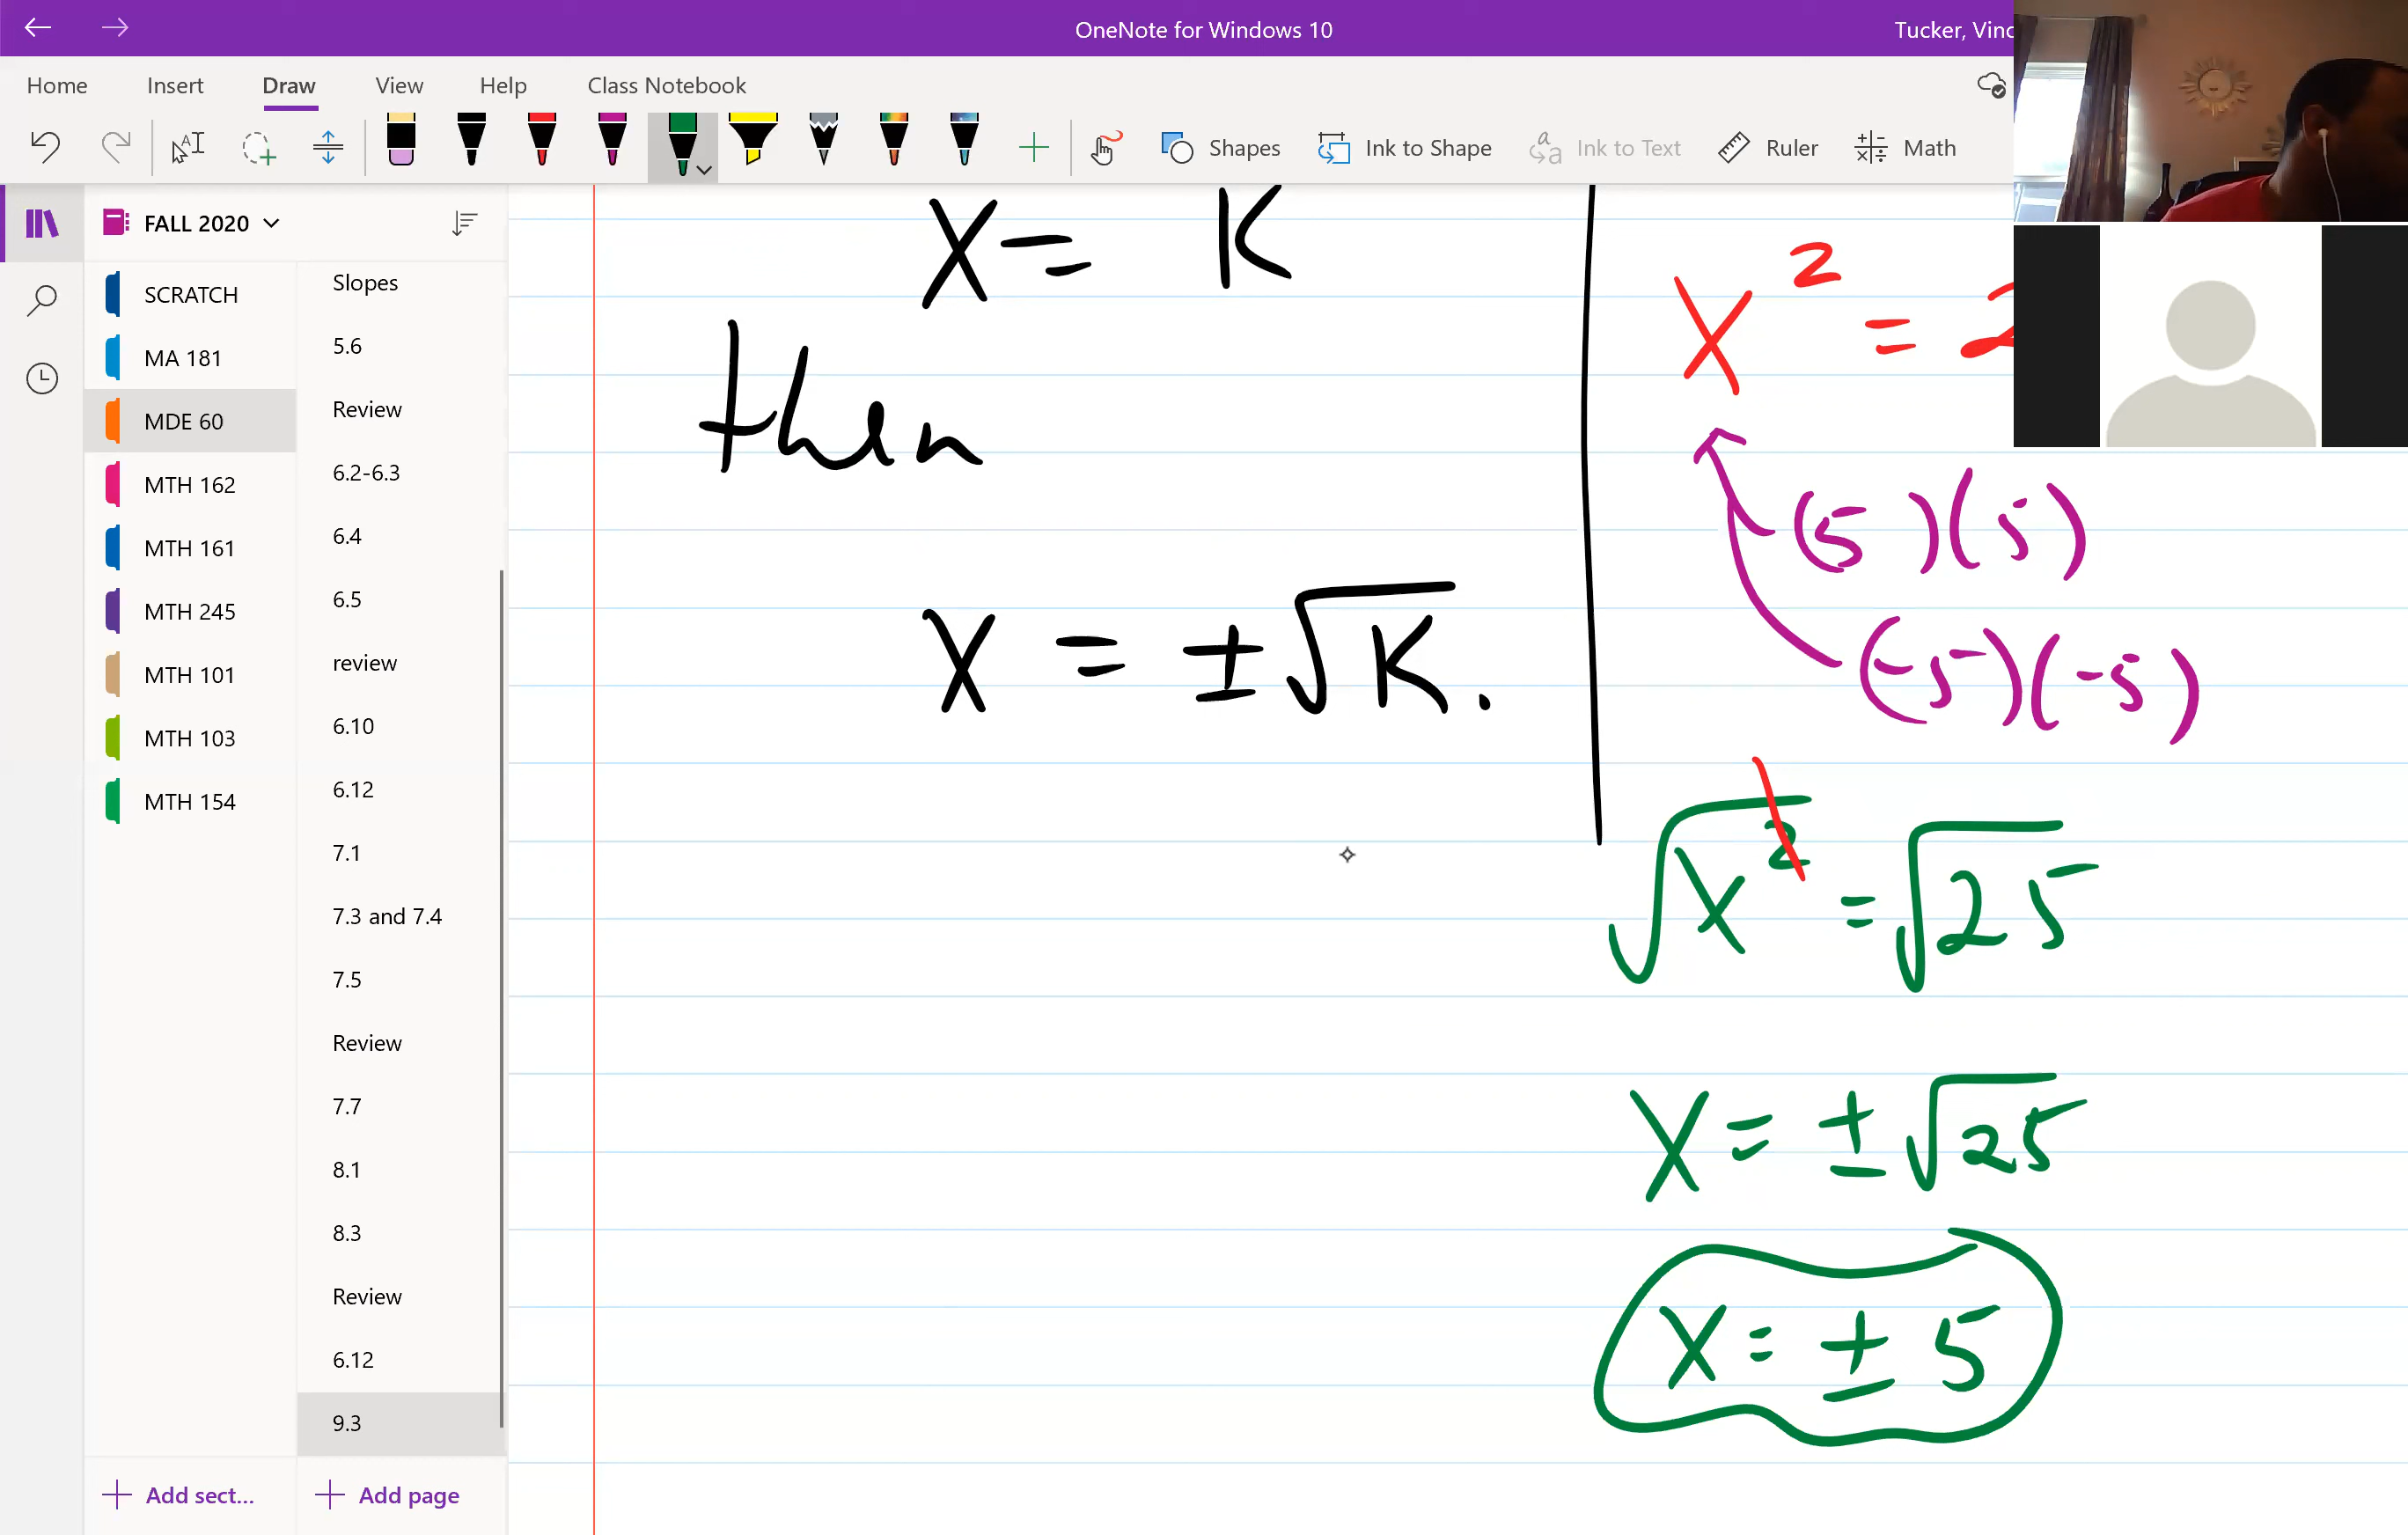 OneNote for Windows 10
Tucker, Vinc
Home Insert Draw View Help Class Notebook
Shapes Ink to Shape Ink to Text Ruler Math
FALL 2020
SCRATCH
MA 181
MDE 60
MTH 162
MTH 161
MTH 245
MTH 101
MTH 103
MTH 154
Add sect...
Slopes
5.6
Review
6.2-6.3
6.4
6.5
review
6.10
6.12
7.1
7.3 and 7.4
7.5
Review
7.7
8.1
8.3
Review
6.12
9.3
Add page
X = K
then
X = ±√K.
X² = 2
(5)(5)
(-5)(-5)
√X² = √25
X = ±√25
X = ± 5